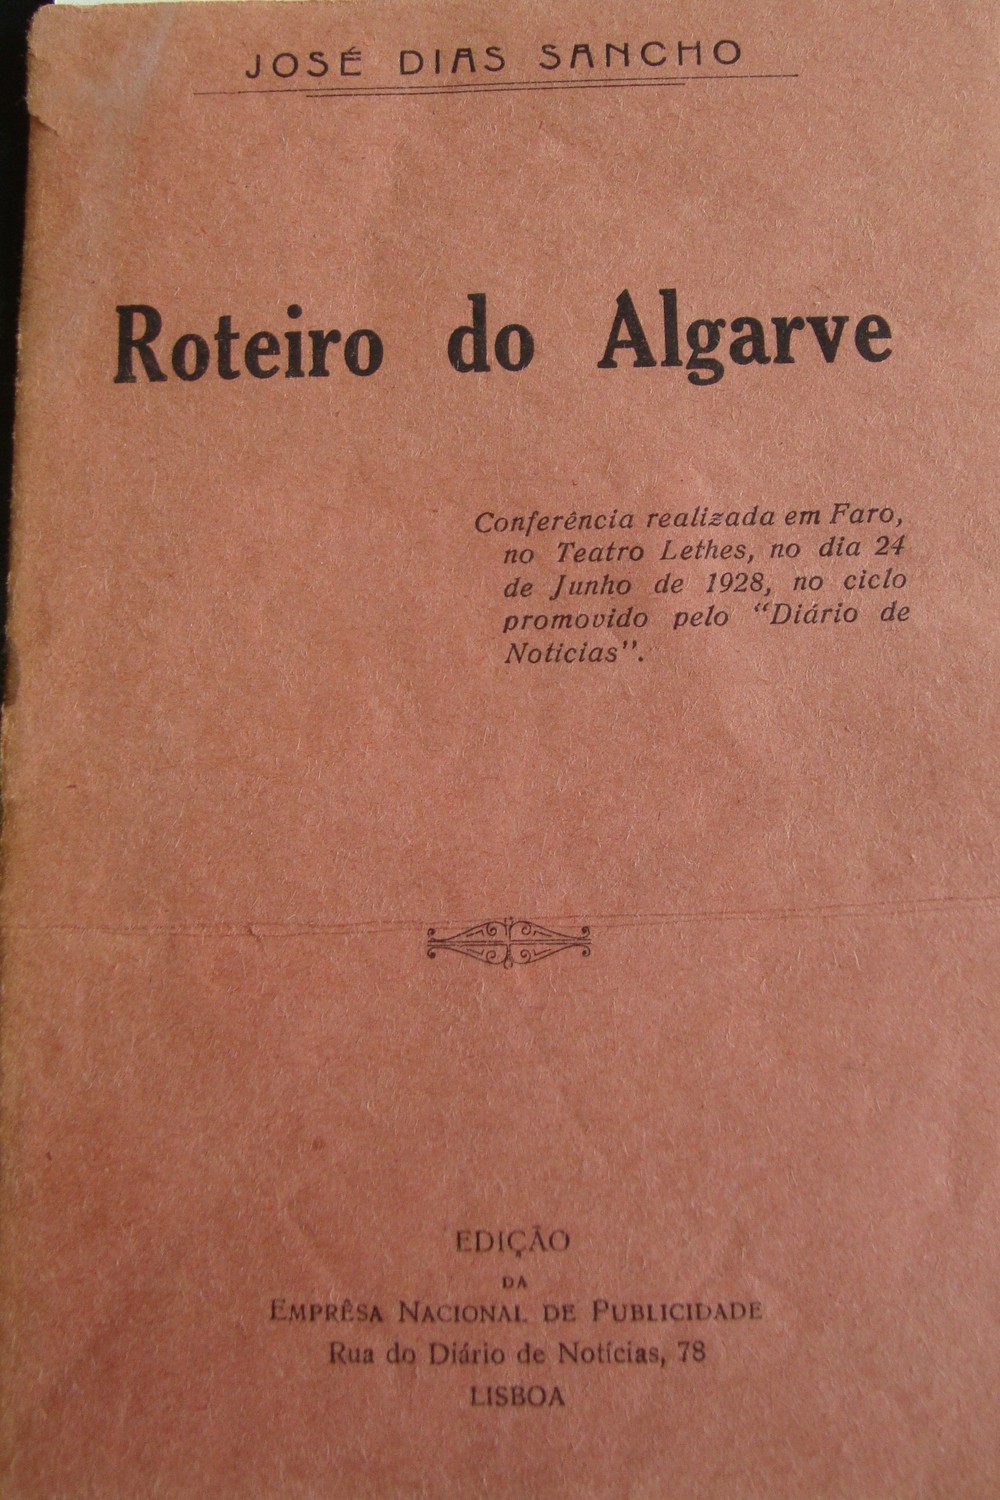 JOSÉ DIAS SANCHO
Roteiro do Algarve
Conferência realizada em Faro,
no Teatro Lethes, no dia 24
de Junho de 1928, no ciclo
promovido pelo “Diário de
Noticias”.
EDIÇÃO
DA
EMPRÊSA NACIONAL DE PUBLICIDADE
Rua do Diário de Notícias, 78
LISBOA